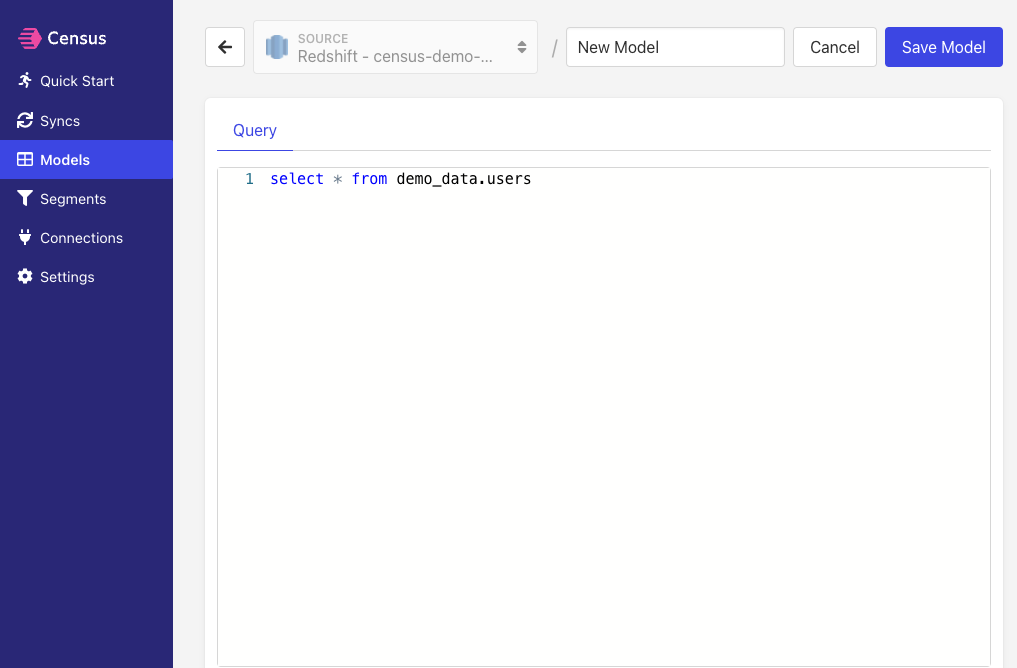 Census
Quick Start
Syncs
Models
Segments
Connections
Settings
SOURCE
Redshift - census-demo-...
/
New Model
Cancel
Save Model
Query
1 select * from demo_data.users